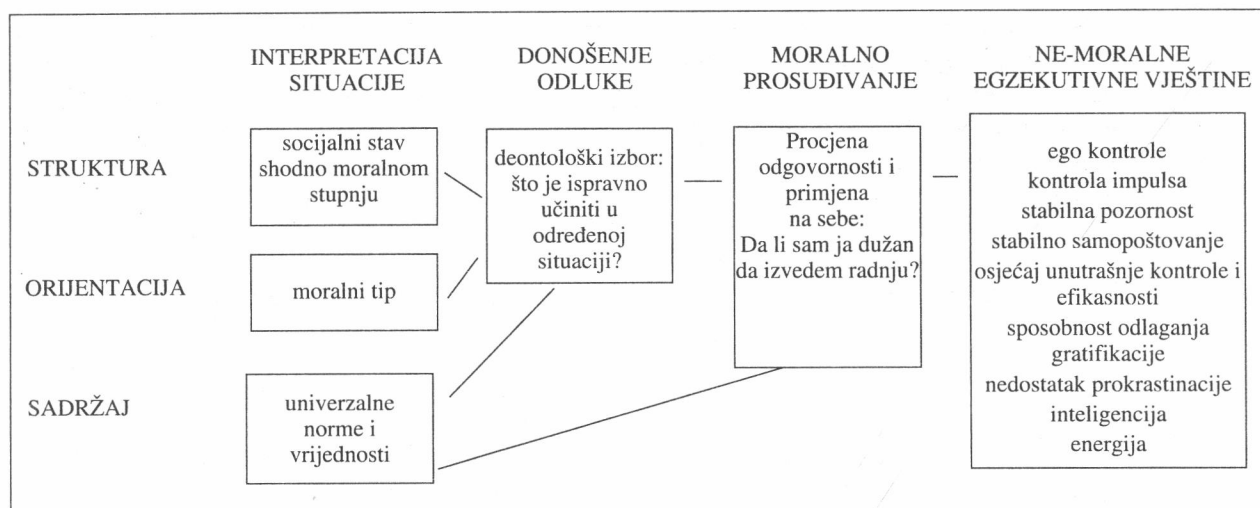 INTERPRETACIJA
SITUACIJE
DONOŠENJE
ODLUKE
MORALNO
PROSUĐIVANJE
NE-MORALNE
EGZEKUTIVNE VJEŠTINE
STRUKTURA
socijalni stav
shodno moralnom
stupnju
deontološki izbor:
što je ispravno
učiniti u
određenoj
situaciji?
Procjena
odgovornosti i
primjena
na sebe:
Da li sam ja dužan
da izvedem radnju?
ego kontrole
kontrola impulsa
stabilna pozornost
stabilno samopoštovanje
osjećaj unutrašnje kontrole i
efikasnosti
sposobnost odlaganja
gratifikacije
nedostatak prokrastinacije
inteligencija
energija
ORIJENTACIJA
moralni tip
SADRŽAJ
univerzalne
norme i
vrijednosti